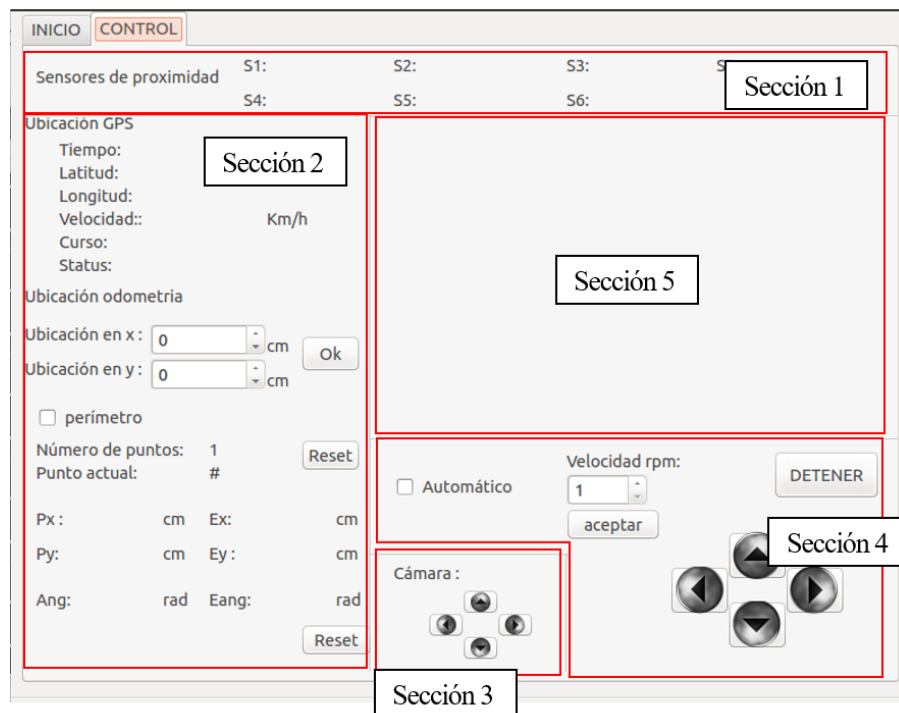 INICIO CONTROL
Sensores de proximidad S1: S2: S3: S
S4: S5: S6:
Sección 1
Ubicación GPS
Tiempo:
Latitud:
Longitud:
Velocidad:: Km/h
Curso:
Status:
Sección 2
Ubicación odometria
Ubicación en x : 0 cm
Ubicación en y : 0 cm
Ok
perímetro
Número de puntos: 1
Punto actual: #
Reset
Px : cm Ex: cm
Py: cm Ey : cm
Ang: rad Eang: rad
Reset
Sección 5
Automático
Velocidad rpm:
1
aceptar
DETENER
Sección 4
Cámara :
Sección 3